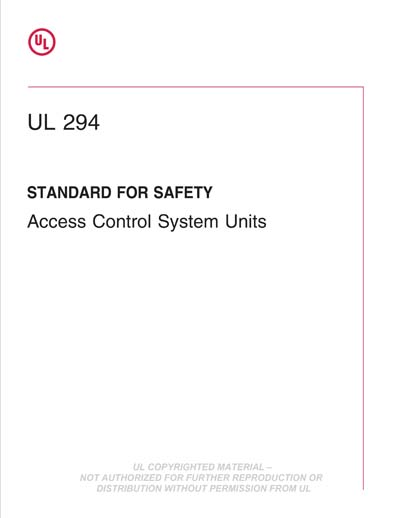 UL
UL 294
STANDARD FOR SAFETY
Access Control System Units
UL COPYRIGHTED MATERIAL –
NOT AUTHORIZED FOR FURTHER REPRODUCTION OR
DISTRIBUTION WITHOUT PERMISSION FROM UL